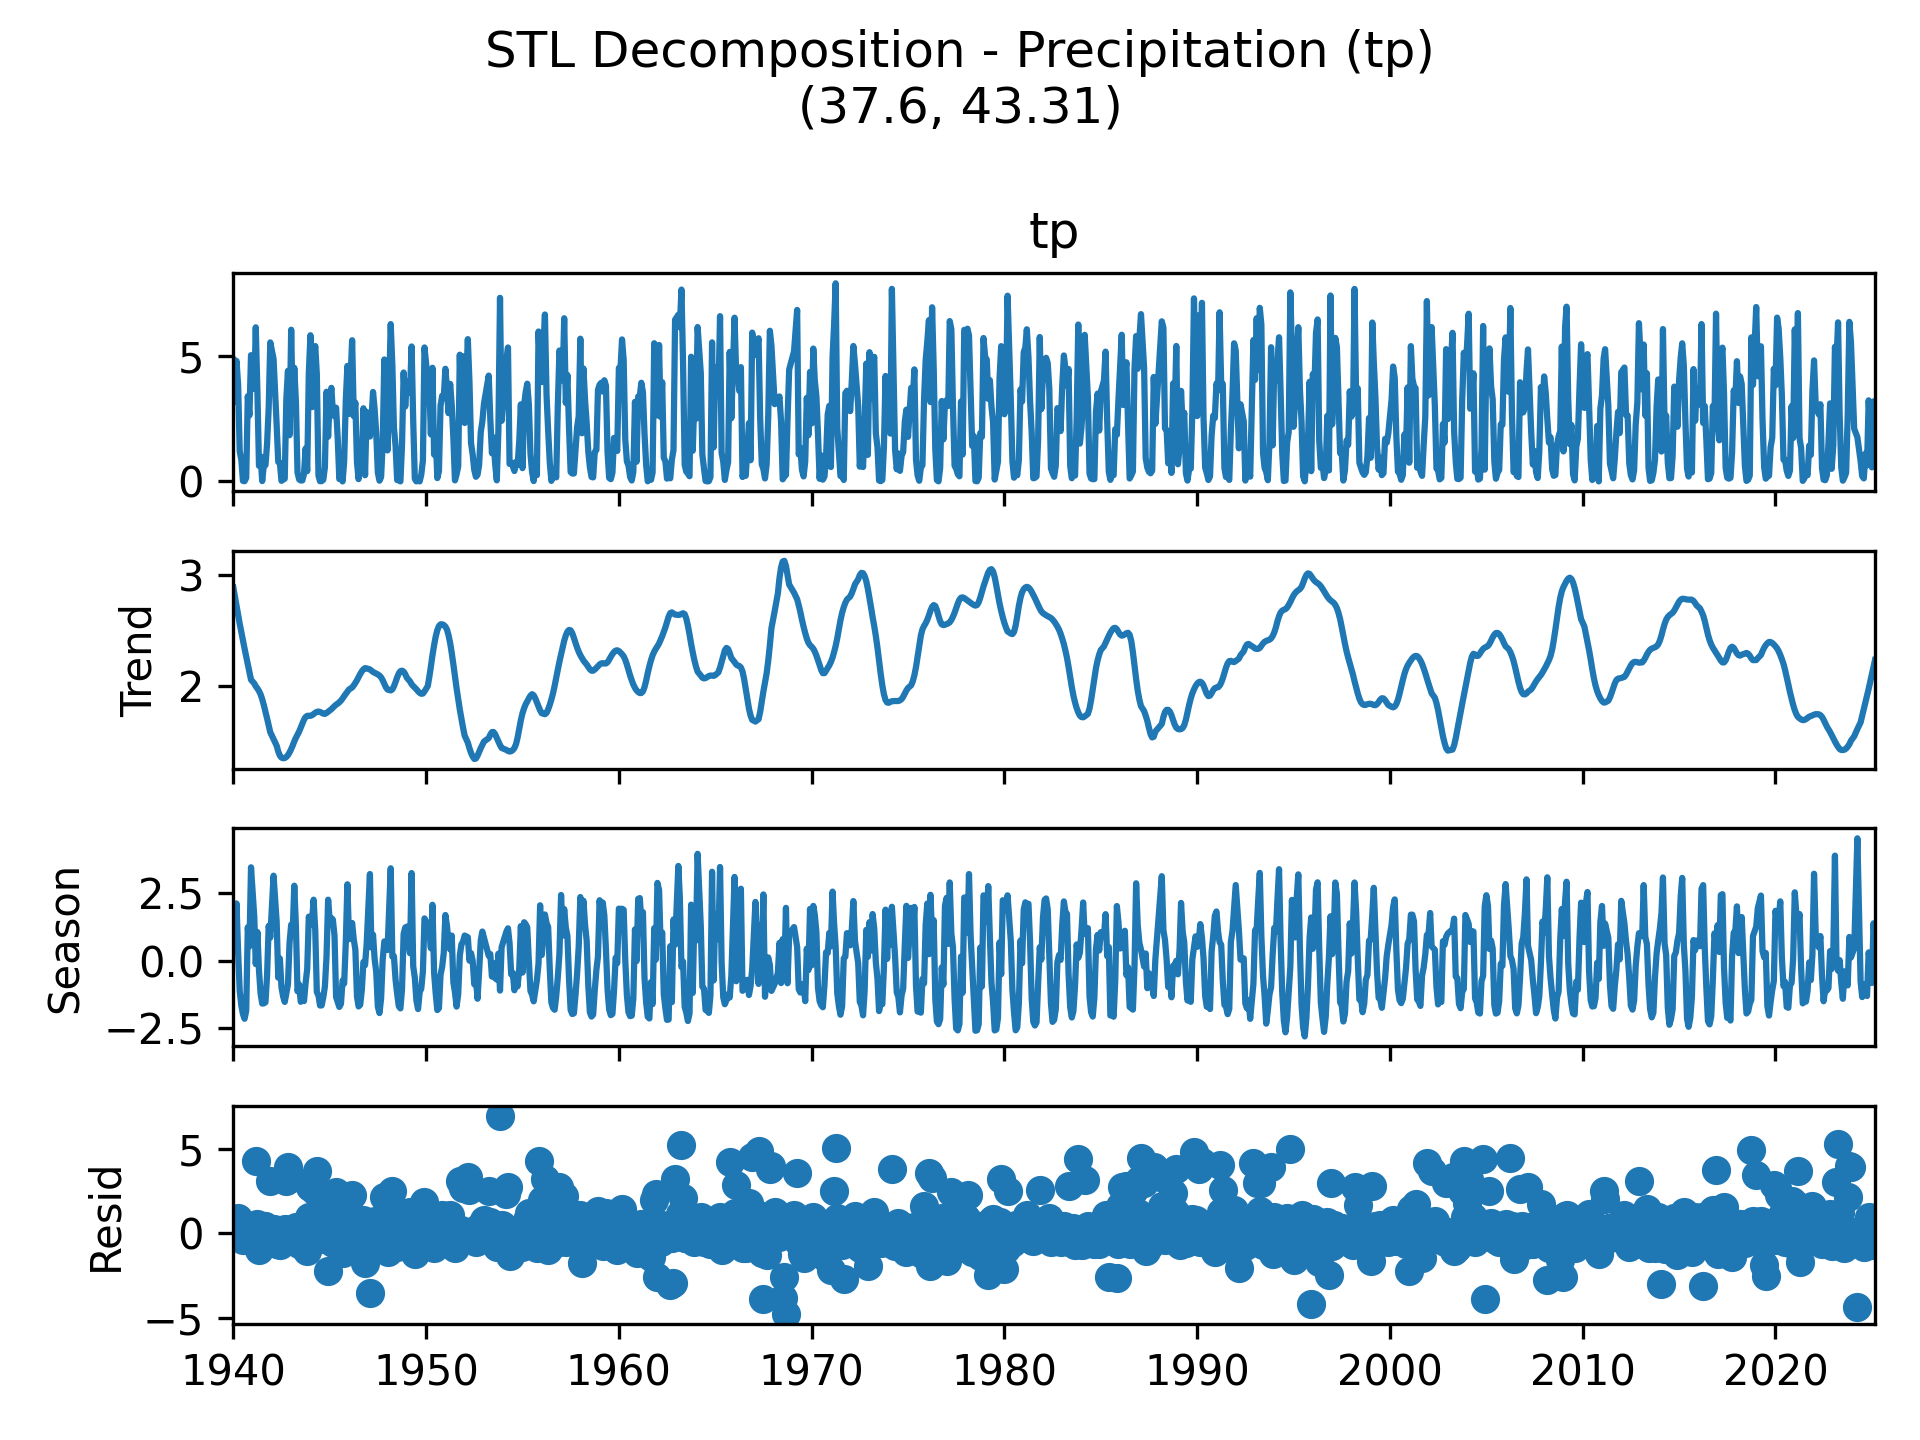 STL Decomposition - Precipitation (tp)
(37.6, 43.31)
tp
5
0
Trend
3
2
Season
2.5
0.0
−2.5
Resid
5
0
−5
1940 1950 1960 1970 1980 1990 2000 2010 2020